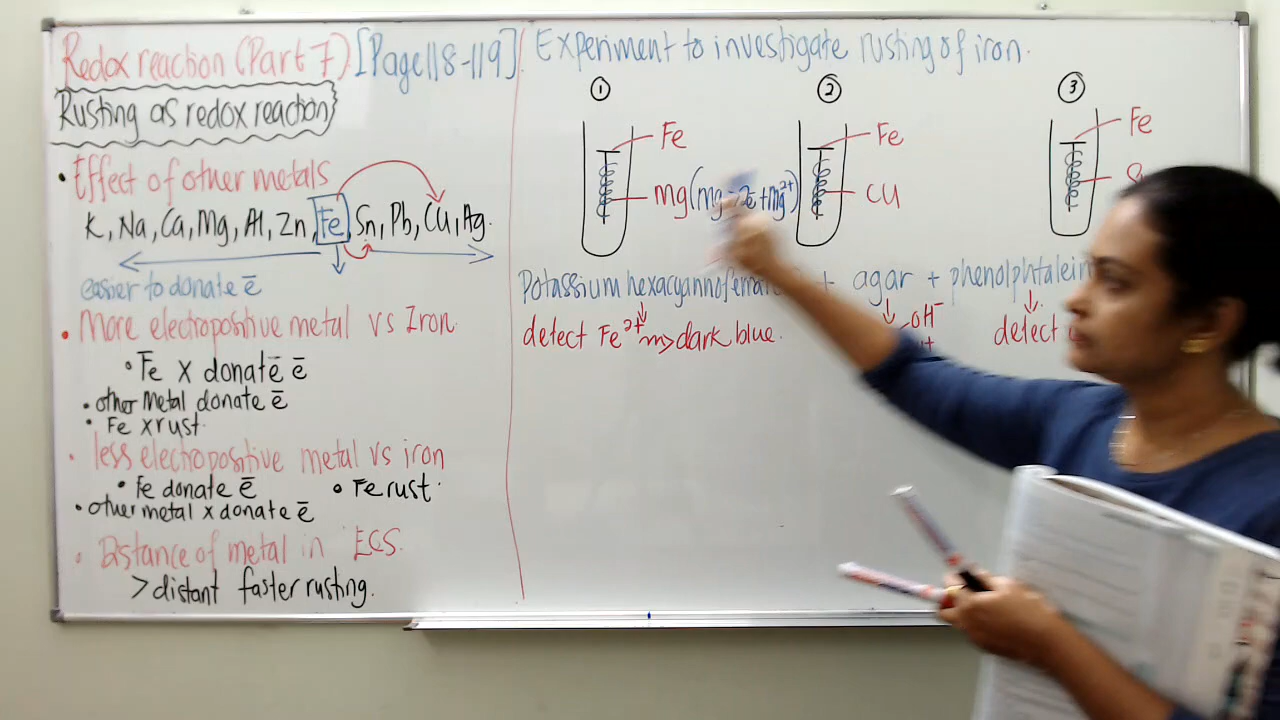 Redox reaction (Part 7) [Page 118-119]
Rusting as redox reaction
• Effect of other metals
K, Na, Ca, Mg, Al, Zn, Fe, Sn, Pb, Cu, Ag.
easier to donate ē
• More electropositive metal vs Iron.
• Fe x donate ē
• other metal donate ē
• Fe x rust.
• less electropositive metal vs iron
• Fe donate ē • Fe rust.
• other metal x donate ē
• Distance of metal in ECS.
> distant faster rusting.
Experiment to investigate rusting of iron.
① ② ③
Fe Fe Fe
Mg (Mg 2e + Mg²⁺) Cu
Potassium + agar + phenolphtalein
detect Fe²⁺ dark blue. OH⁻ detect